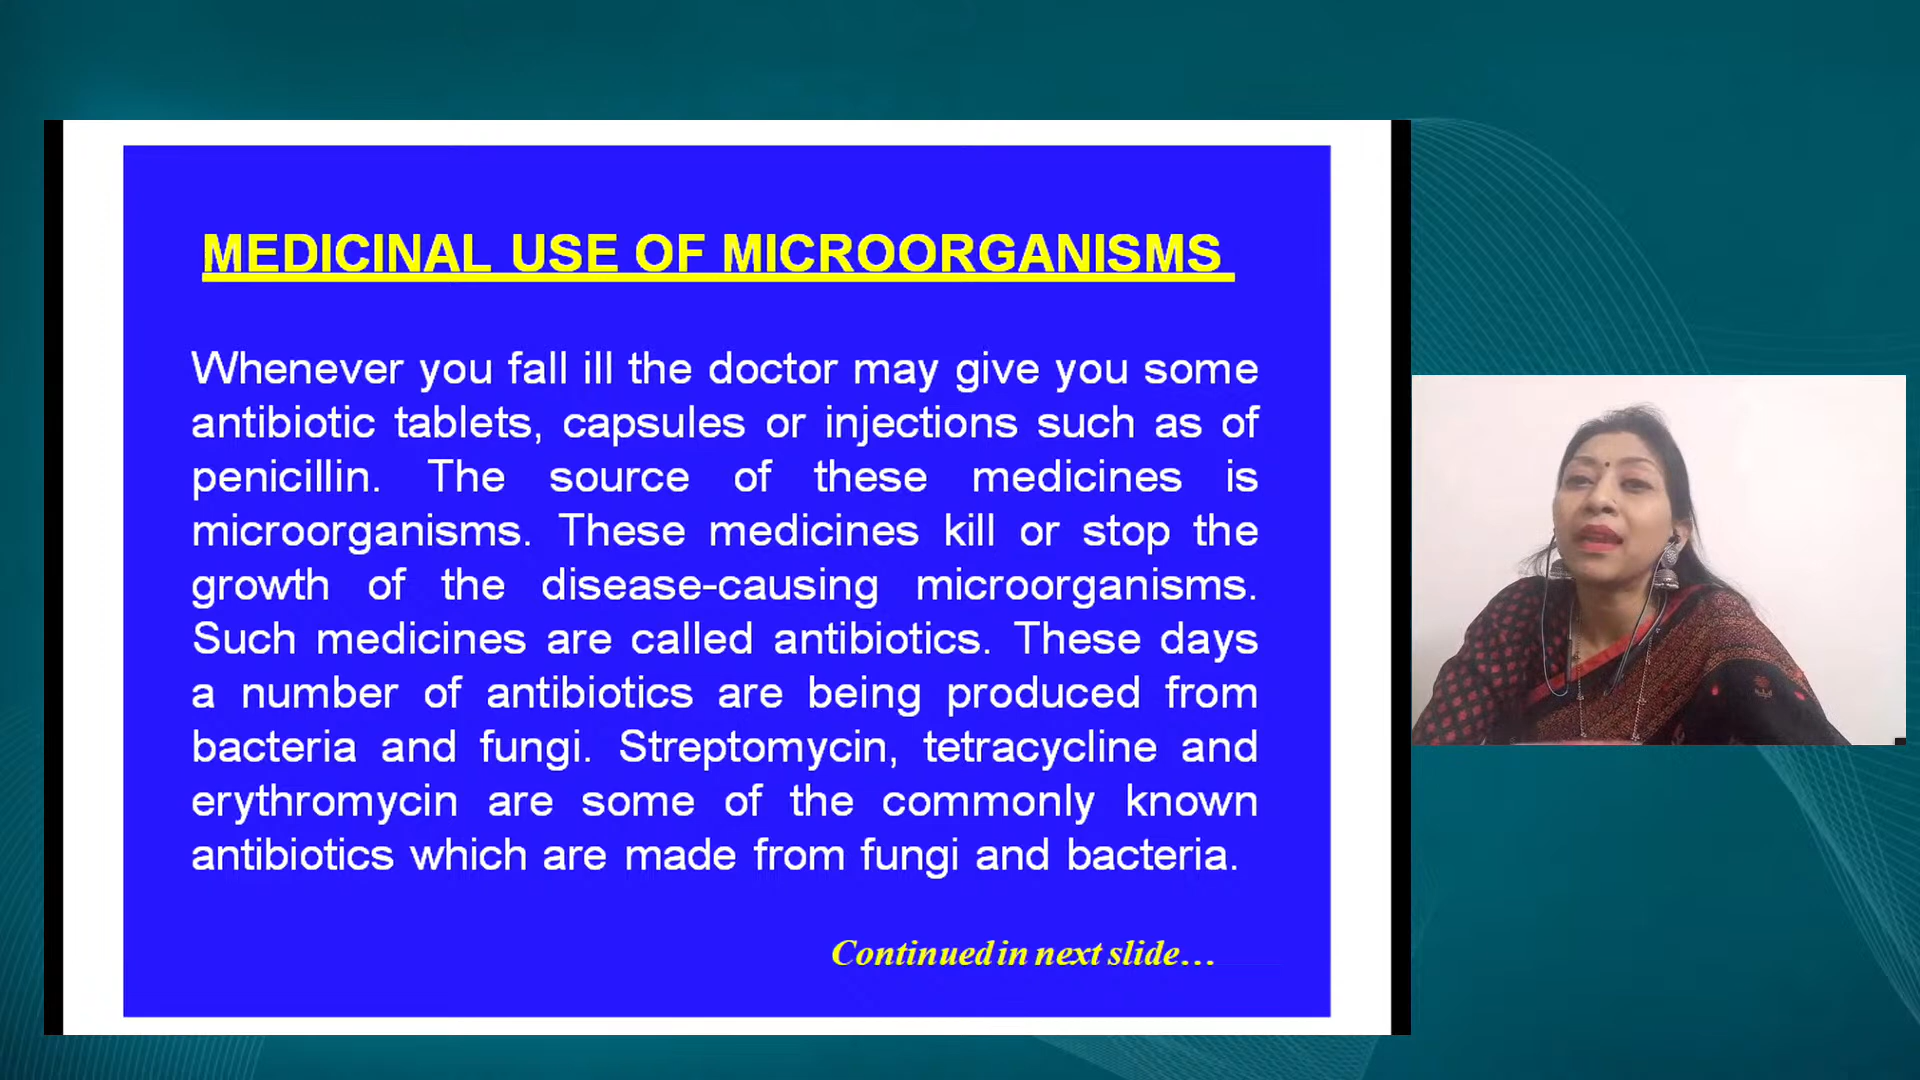 MEDICINAL USE OF MICROORGANISMS
Whenever you fall ill the doctor may give you some
antibiotic tablets, capsules or injections such as of
penicillin. The source of these medicines is
microorganisms. These medicines kill or stop the
growth of the disease-causing microorganisms.
Such medicines are called antibiotics. These days
a number of antibiotics are being produced from
bacteria and fungi. Streptomycin, tetracycline and
erythromycin are some of the commonly known
antibiotics which are made from fungi and bacteria.
Continued in next slide...